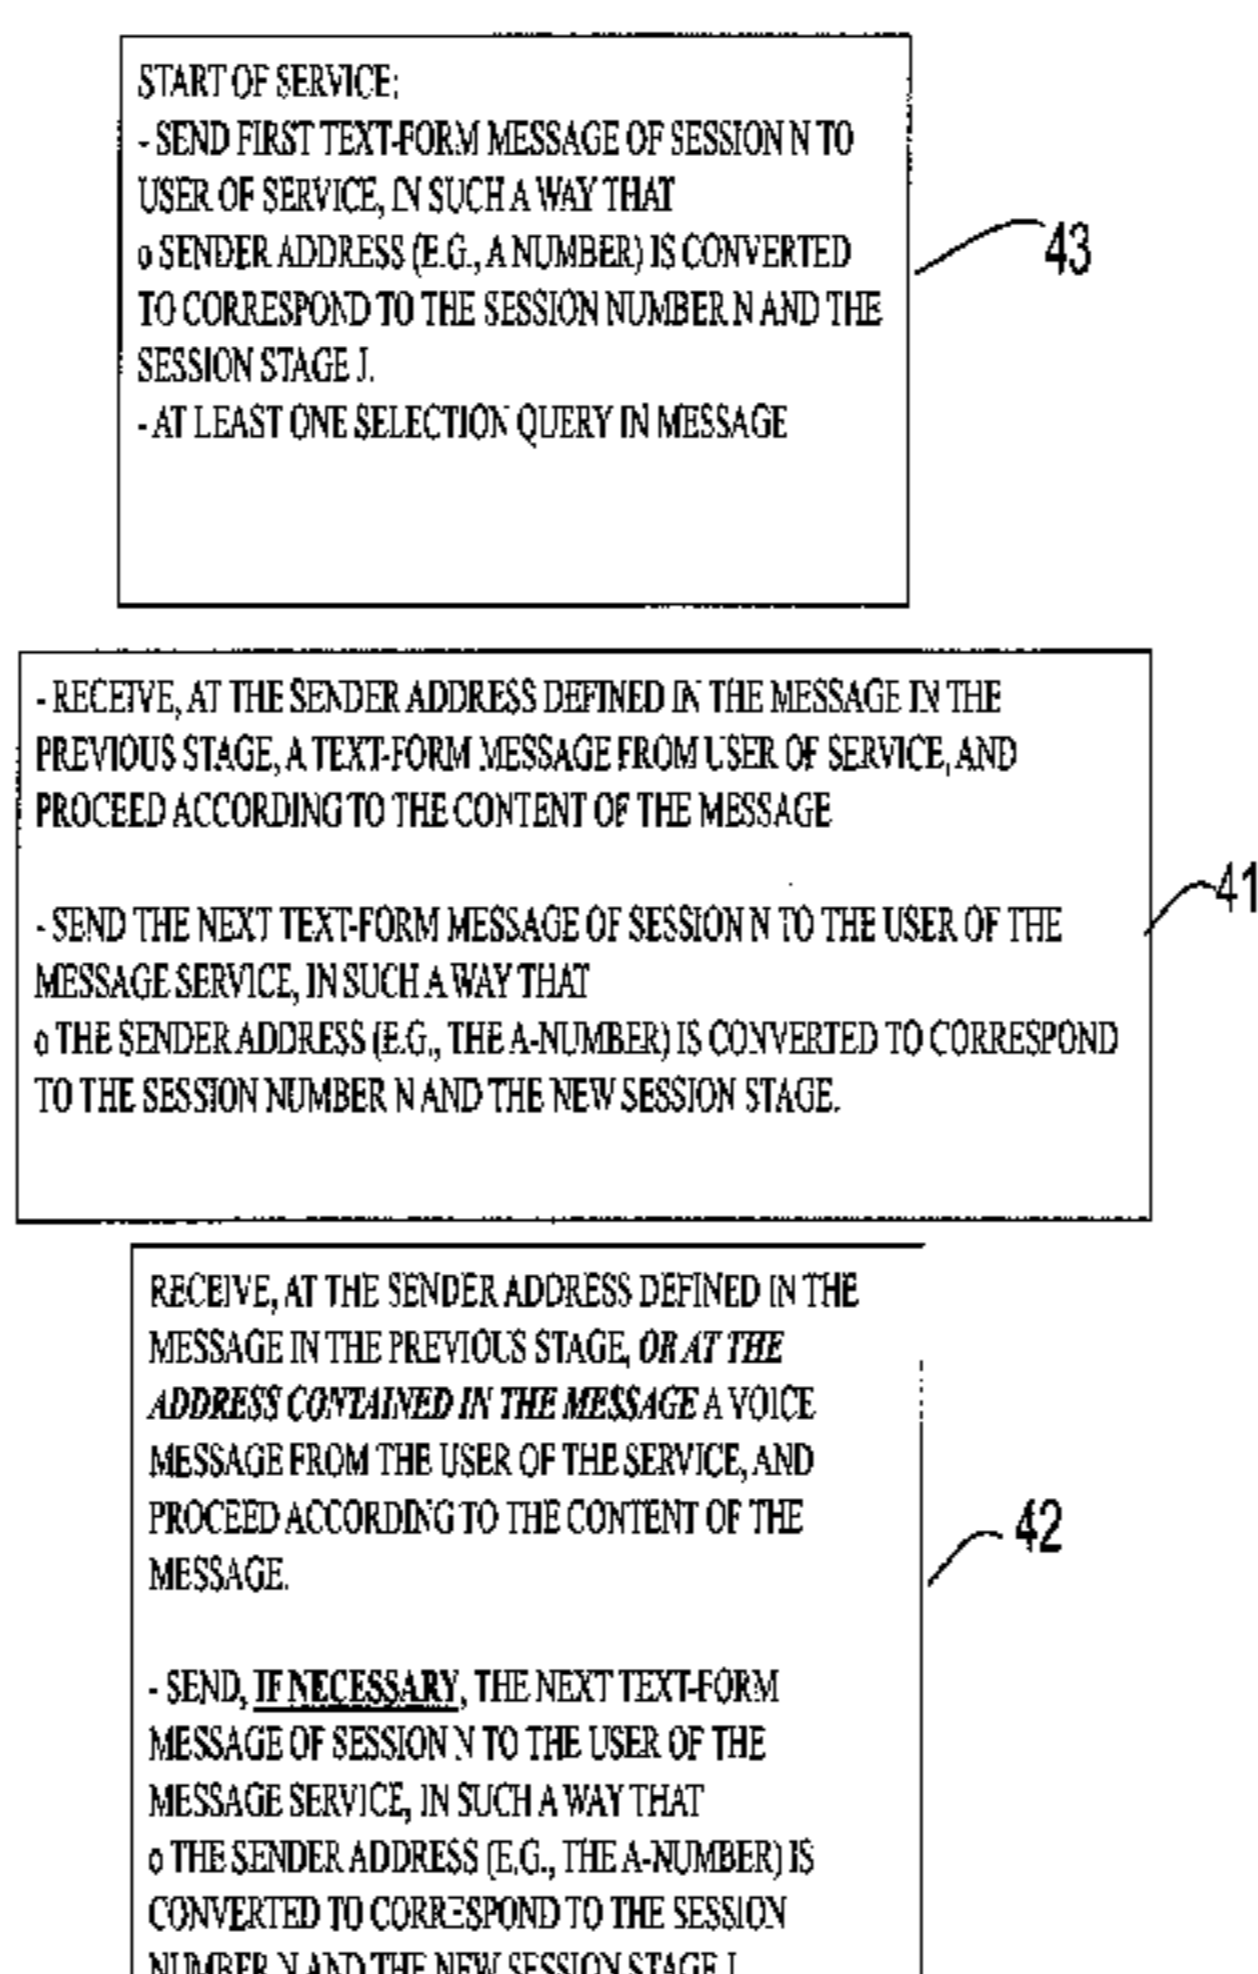 START OF SERVICE:
- SEND FIRST TEXT-FORM MESSAGE OF SESSION N TO
USER OF SERVICE, IN SUCH A WAY THAT
o SENDER ADDRESS (E.G., A NUMBER) IS CONVERTED
TO CORRESPOND TO THE SESSION NUMBER N AND THE
SESSION STAGE J.
- AT LEAST ONE SELECTION QUERY IN MESSAGE
43
- RECEIVE, AT THE SENDER ADDRESS DEFINED IN THE MESSAGE IN THE
PREVIOUS STAGE, A TEXT-FORM MESSAGE FROM USER OF SERVICE, AND
PROCEED ACCORDING TO THE CONTENT OF THE MESSAGE
- SEND THE NEXT TEXT-FORM MESSAGE OF SESSION N TO THE USER OF THE
MESSAGE SERVICE, IN SUCH A WAY THAT
o THE SENDER ADDRESS (E.G., THE A-NUMBER) IS CONVERTED TO CORRESPOND
TO THE SESSION NUMBER N AND THE NEW SESSION STAGE.
41
RECEIVE, AT THE SENDER ADDRESS DEFINED IN THE
MESSAGE IN THE PREVIOUS STAGE, OR AT THE
ADDRESS CONTAINED IN THE MESSAGE A VOICE
MESSAGE FROM THE USER OF THE SERVICE, AND
PROCEED ACCORDING TO THE CONTENT OF THE
MESSAGE.
- SEND, IF NECESSARY, THE NEXT TEXT-FORM
MESSAGE OF SESSION N TO THE USER OF THE
MESSAGE SERVICE, IN SUCH A WAY THAT
o THE SENDER ADDRESS (E.G., THE A-NUMBER) IS
CONVERTED TO CORRESPOND TO THE SESSION
NUMBER N AND THE NEW SESSION STAGE J.
42